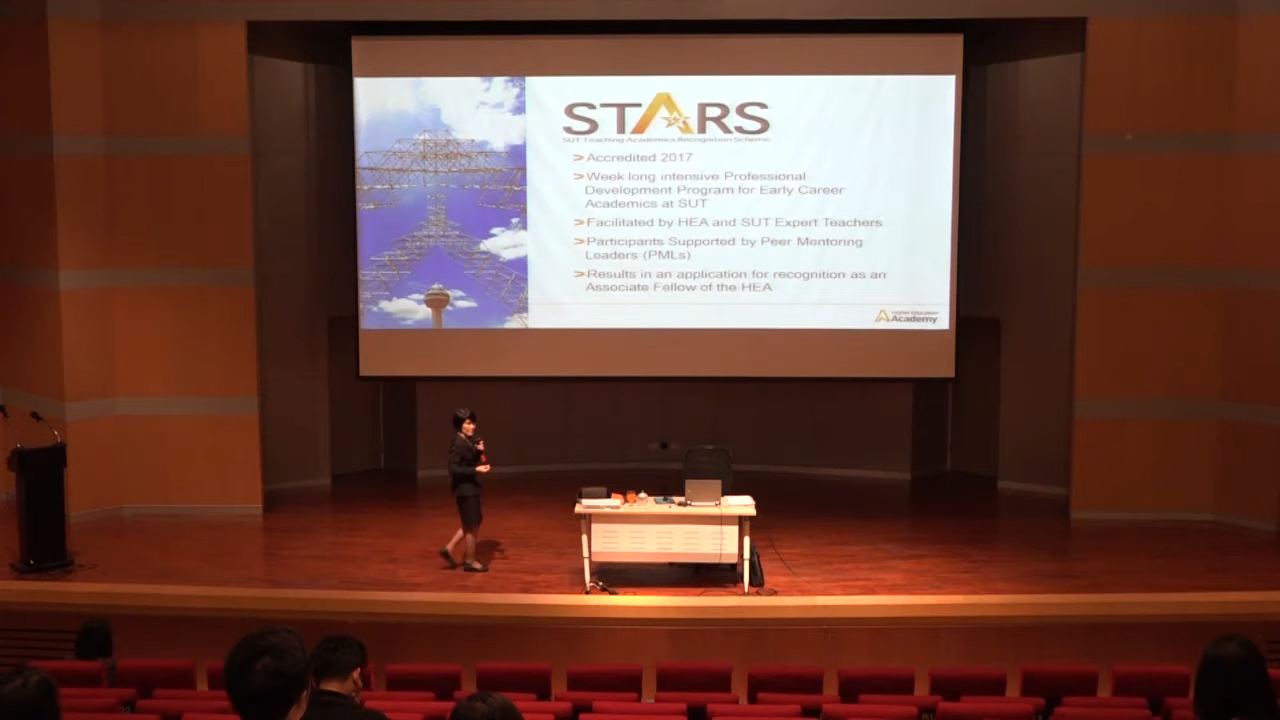 STARS
SUT Teaching Academics Recognition Scheme
> Accredited 2017
> Week long intensive Professional
Development Program for Early Career
Academics at SUT
> Facilitated by HEA and SUT Expert Teachers
> Participants Supported by Peer Mentoring
Leaders (PMLs)
> Results in an application for recognition as an
Associate Fellow of the HEA
Higher Education
Academy